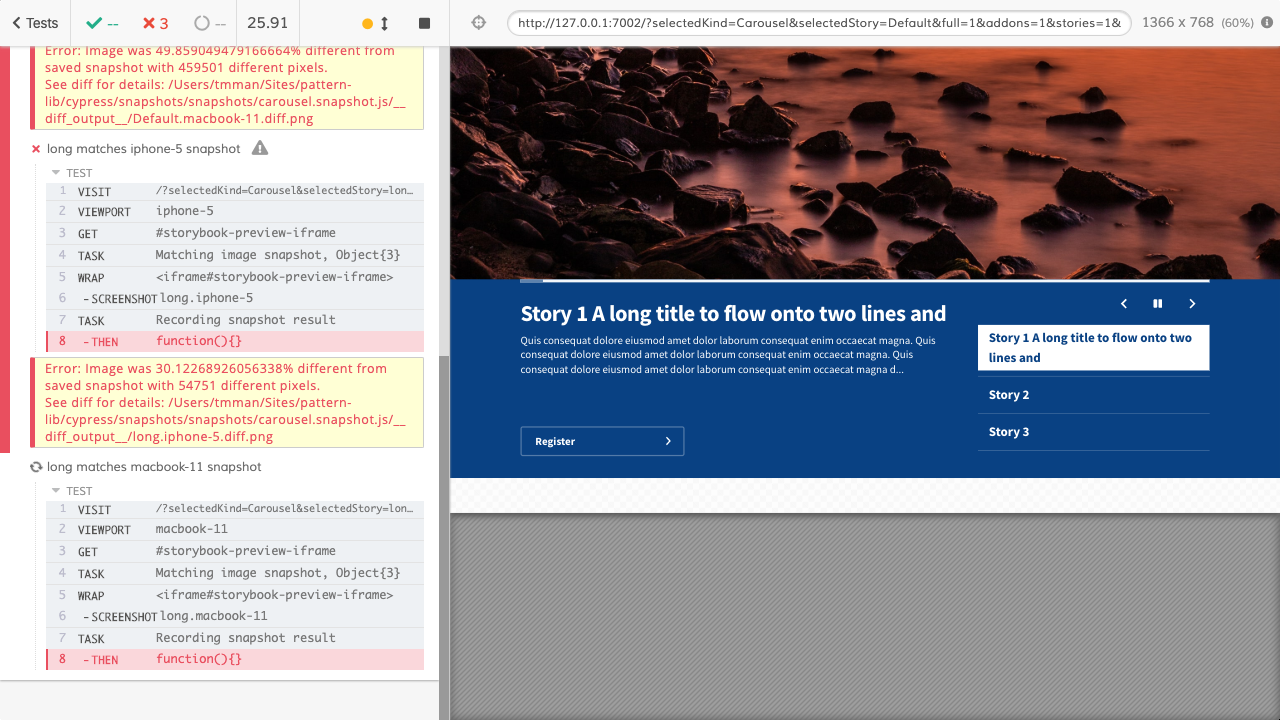 Tests
--
3
--
25.91
http://127.0.0.1:7002/?selectedKind=Carousel&selectedStory=Default&full=1&addons=1&stories=1&
1366 x 768 (60%)
Error: Image was 49.8590494791666​64% different from
saved snapshot with 459501 different pixels.
See diff for details: /Users/tmman/Sites/pattern-
lib/cypress/snapshots/snapshots/carousel.snapshot.js/__
diff_output__/Default.macbook-11.diff.png
long matches iphone-5 snapshot
TEST
1 VISIT /?selectedKind=Carousel&selectedStory=lon…
2 VIEWPORT iphone-5
3 GET #storybook-preview-iframe
4 TASK Matching image snapshot, Object{3}
5 WRAP <iframe#storybook-preview-iframe>
6 -SCREENSHOT long.iphone-5
7 TASK Recording snapshot result
8 -THEN function(){}
Error: Image was 30.12268926056338% different from
saved snapshot with 54751 different pixels.
See diff for details: /Users/tmman/Sites/pattern-
lib/cypress/snapshots/snapshots/carousel.snapshot.js/__
diff_output__/long.iphone-5.diff.png
long matches macbook-11 snapshot
TEST
1 VISIT /?selectedKind=Carousel&selectedStory=lon…
2 VIEWPORT macbook-11
3 GET #storybook-preview-iframe
4 TASK Matching image snapshot, Object{3}
5 WRAP <iframe#storybook-preview-iframe>
6 -SCREENSHOT long.macbook-11
7 TASK Recording snapshot result
8 -THEN function(){}
Story 1 A long title to flow onto two lines and
Quis consequat dolore eiusmod amet dolor laborum consequat enim occaecat magna. Quis
consequat dolore eiusmod amet dolor laborum consequat enim occaecat magna. Quis
consequat dolore eiusmod amet dolor laborum consequat enim occaecat magna d...
Register
Story 1 A long title to flow onto two
lines and
Story 2
Story 3